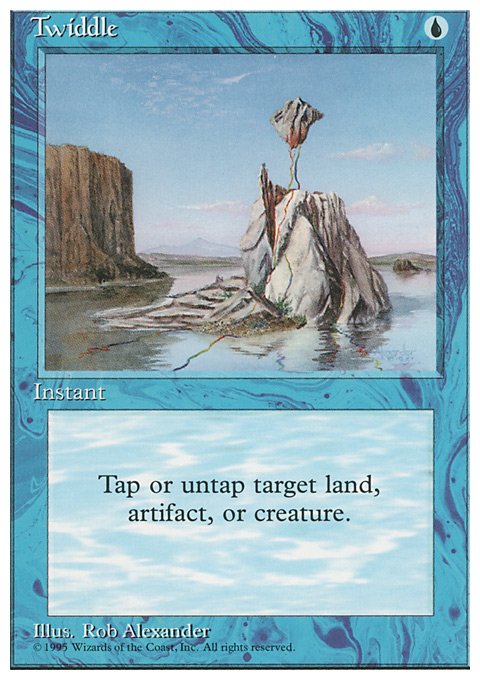 Twiddle
Instant
Tap or untap target land,
artifact, or creature.
Illus. Rob Alexander
© 1995 Wizards of the Coast, Inc. All rights reserved.